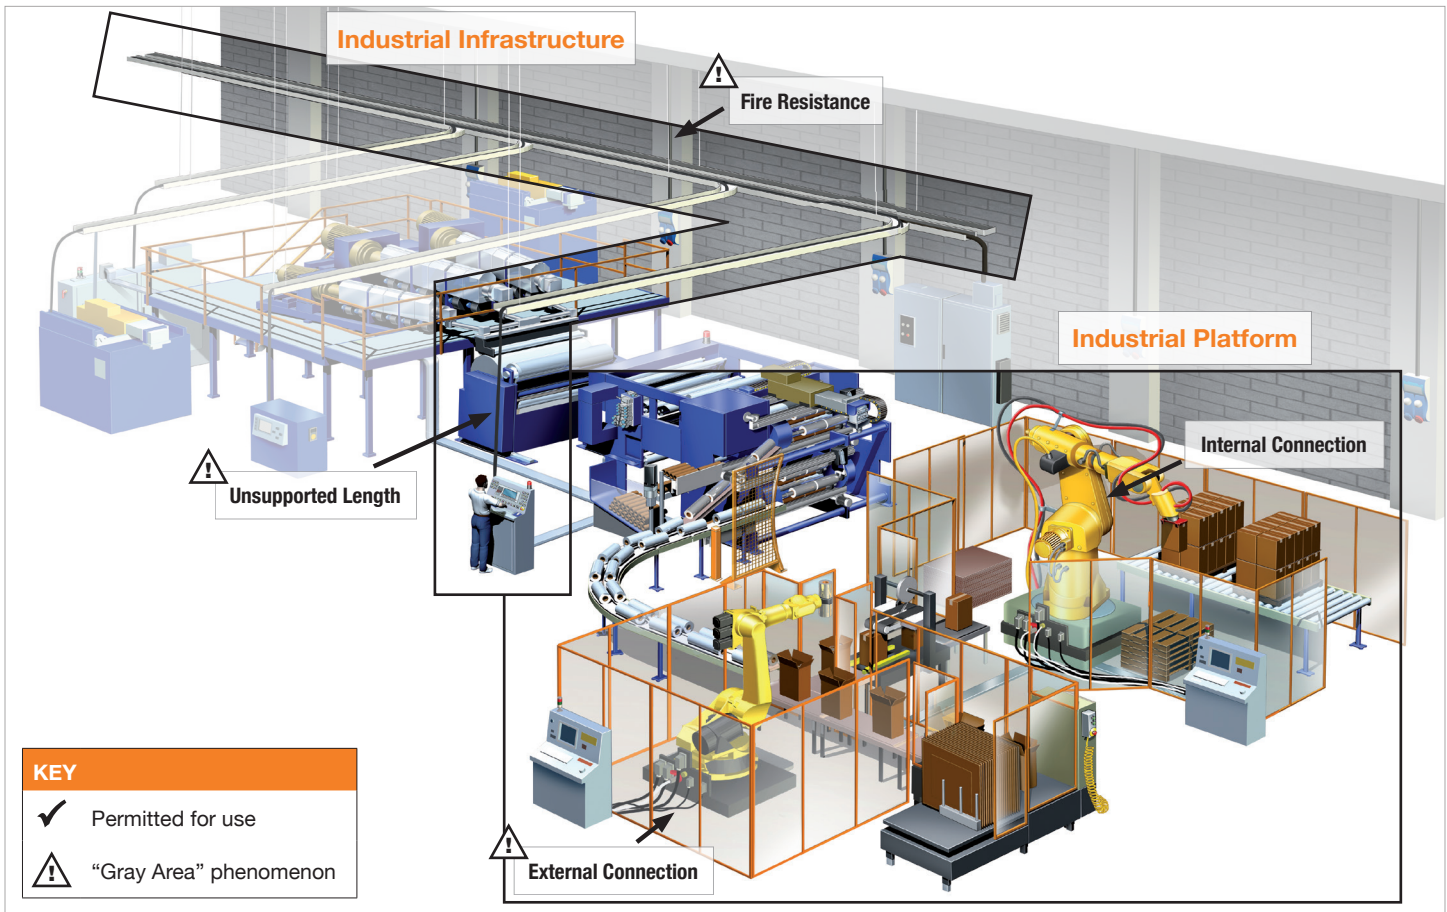 Industrial Infrastructure
Fire Resistance
Industrial Platform
Internal Connection
Unsupported Length
External Connection
KEY
Permitted for use
“Gray Area” phenomenon